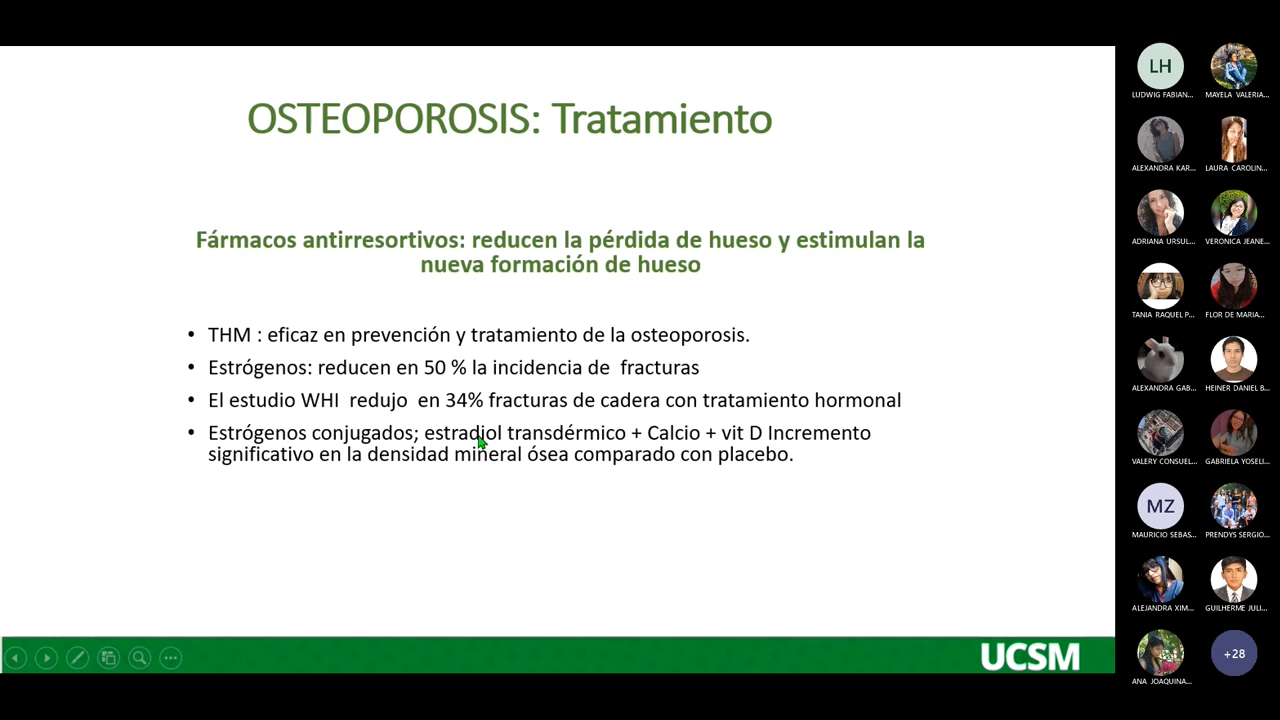 OSTEOPOROSIS: Tratamiento
Fármacos antirresortivos: reducen la pérdida de hueso y estimulan la
nueva formación de hueso
• THM : eficaz en prevención y tratamiento de la osteoporosis.
• Estrógenos: reducen en 50 % la incidencia de fracturas
• El estudio WHI redujo en 34% fracturas de cadera con tratamiento hormonal
• Estrógenos conjugados; estradiol transdérmico + Calcio + vit D Incremento
significativo en la densidad mineral ósea comparado con placebo.
UCSM
LH
LUDWIG FABIAN...
MAYELA VALERIA...
ALEXANDRA KAR...
LAURA CAROLIN...
ADRIANA URSUL...
VERONICA JEANE...
TANIA RAQUEL P...
FLOR DE MARIA...
ALEXANDRA GAB...
HEINER DANIEL B...
VALERY CONSUEL...
GABRIELA YOSELI...
MZ
MAURICIO SEBAS...
PRENDYS SERGIO...
ALEJANDRA XIM...
GUILHERME JULI...
ANA JOAQUINA...
+28